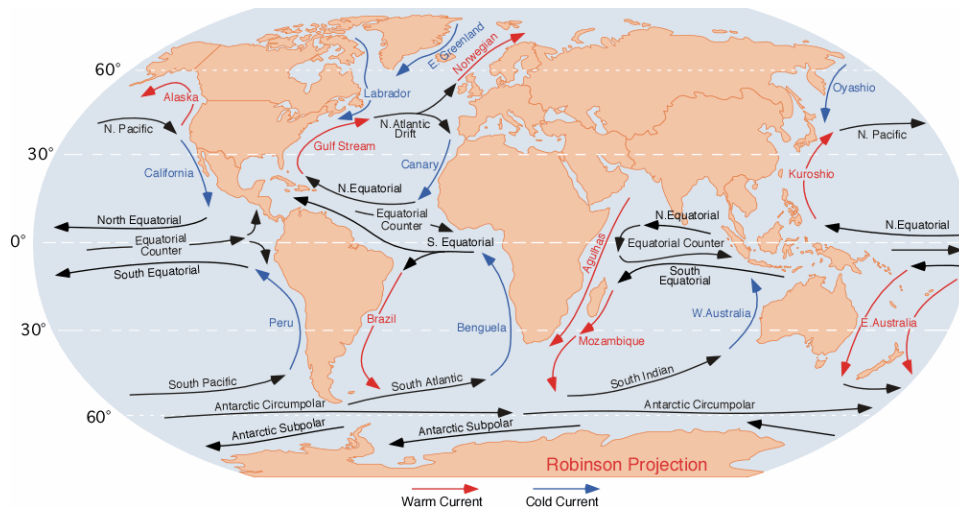 E. Greenland
Norwegian
60°
Alaska
Labrador
Oyashio
N. Pacific
N.Atlantic
Drift
N. Pacific
Gulf Stream
30°
California
Canary
Kuroshio
N.Equatorial
North Equatorial
Equatorial
Counter
N.Equatorial
N.Equatorial
0°
Equatorial
Counter
S. Equatorial
Equatorial Counter
South Equatorial
Agulhas
South
Equatorial
Peru
Brazil
Benguela
W.Australia
E.Australia
30°
Mozambique
South Pacific
South Atlantic
South Indian
60°
Antarctic Circumpolar
Antarctic Circumpolar
Antarctic Subpolar
Antarctic Subpolar
Robinson Projection
Warm Current
Cold Current